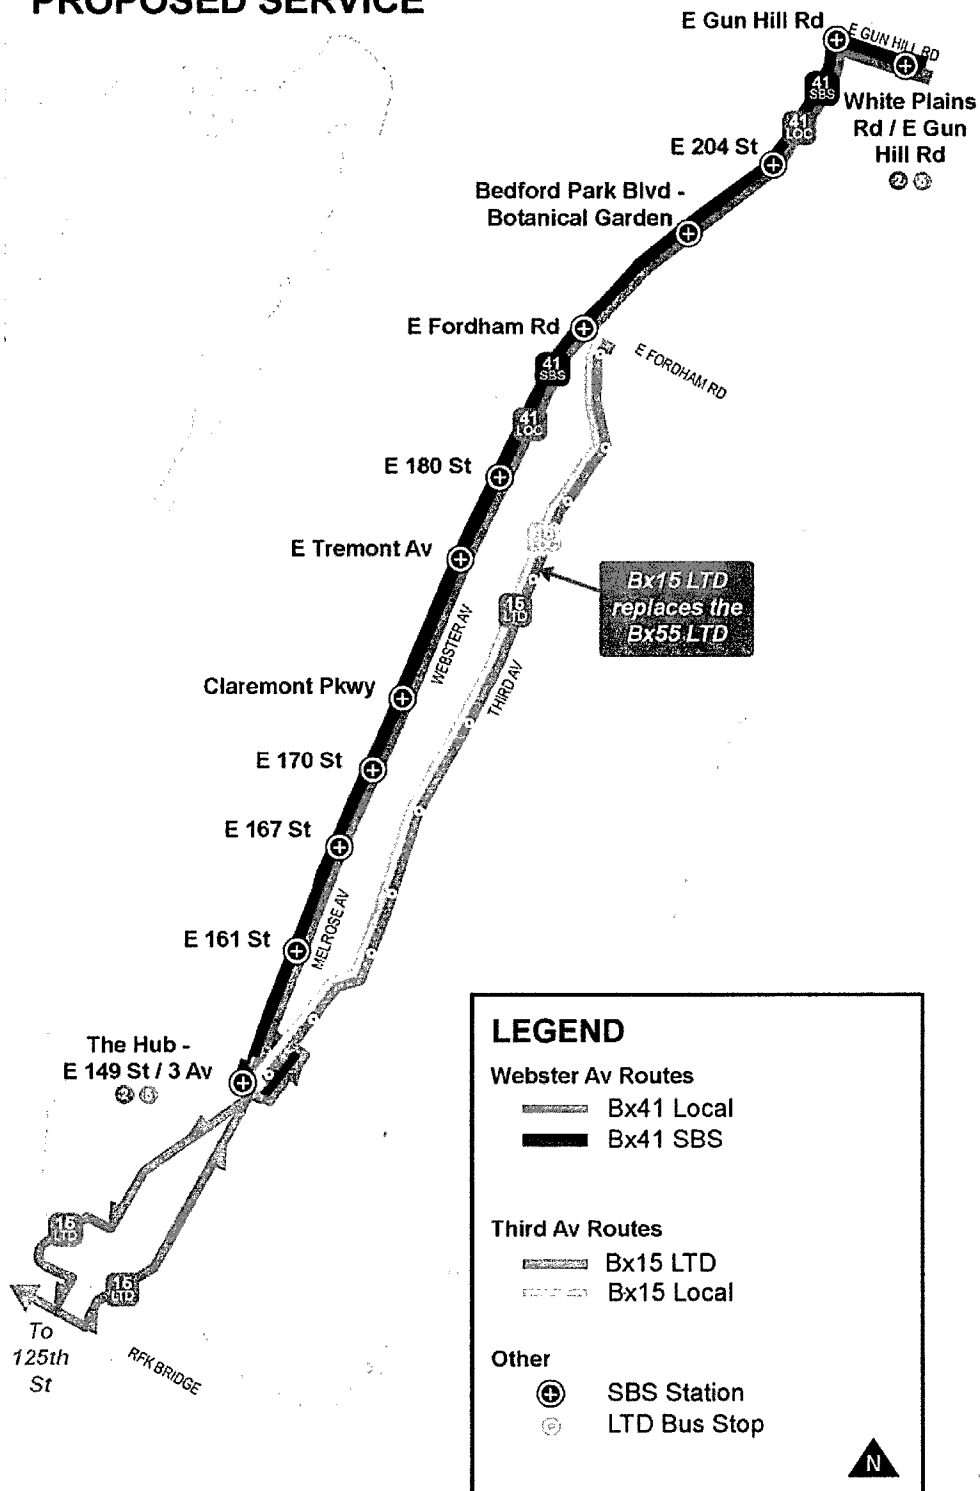 PROPOSED SERVICE
E Gun Hill Rd
E GUN HILL RD
41
SBS
White Plains
Rd / E Gun
Hill Rd
2 5
41
LOC
E 204 St
Bedford Park Blvd -
Botanical Garden
E Fordham Rd
E FORDHAM RD
41
SBS
41
LOC
E 180 St
E Tremont Av
Bx15 LTD
replaces the
Bx55 LTD
15
LTD
WEBSTER AV
THIRD AV
Claremont Pkwy
E 170 St
E 167 St
MELROSE AV
E 161 St
The Hub -
E 149 St / 3 Av
2 5
15
LTD
15
LTD
To
125th
St
RFK BRIDGE
LEGEND
Webster Av Routes
Bx41 Local
Bx41 SBS
Third Av Routes
Bx15 LTD
Bx15 Local
Other
SBS Station
LTD Bus Stop
N